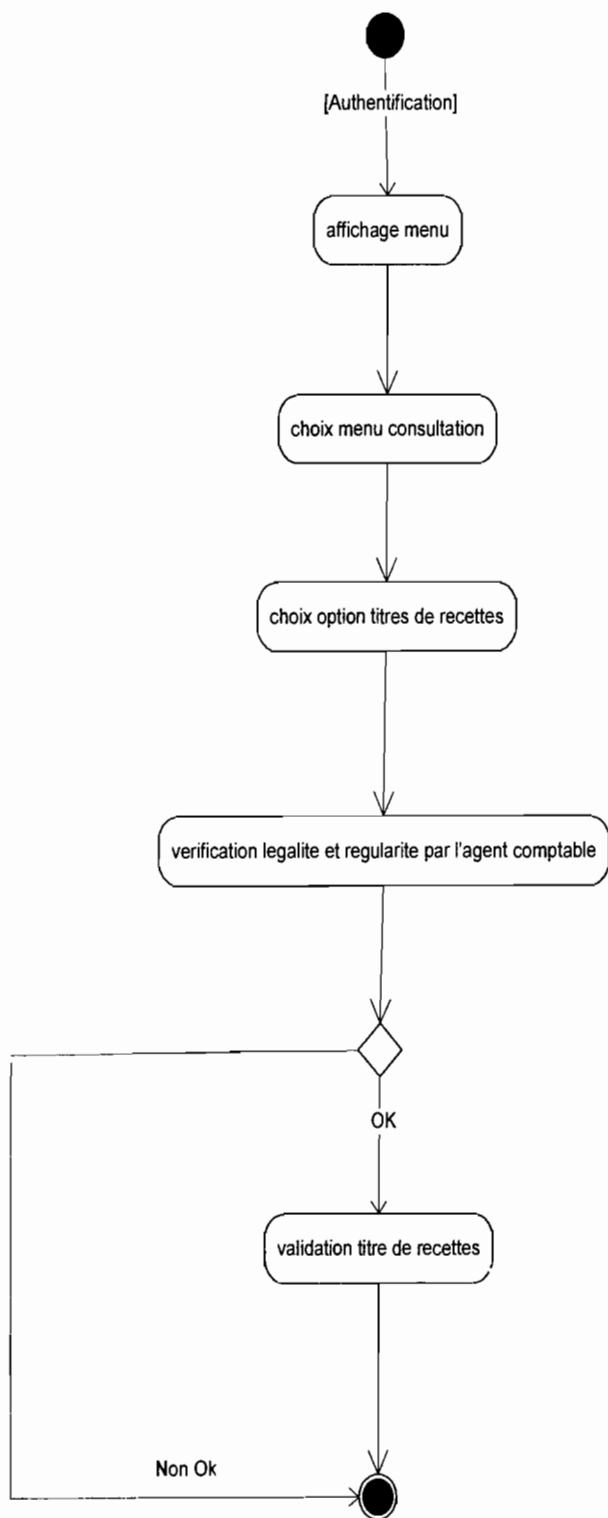 [Authentification]
affichage menu
choix menu consultation
choix option titres de recettes
verification legalite et regularite par l'agent comptable
OK
validation titre de recettes
Non Ok